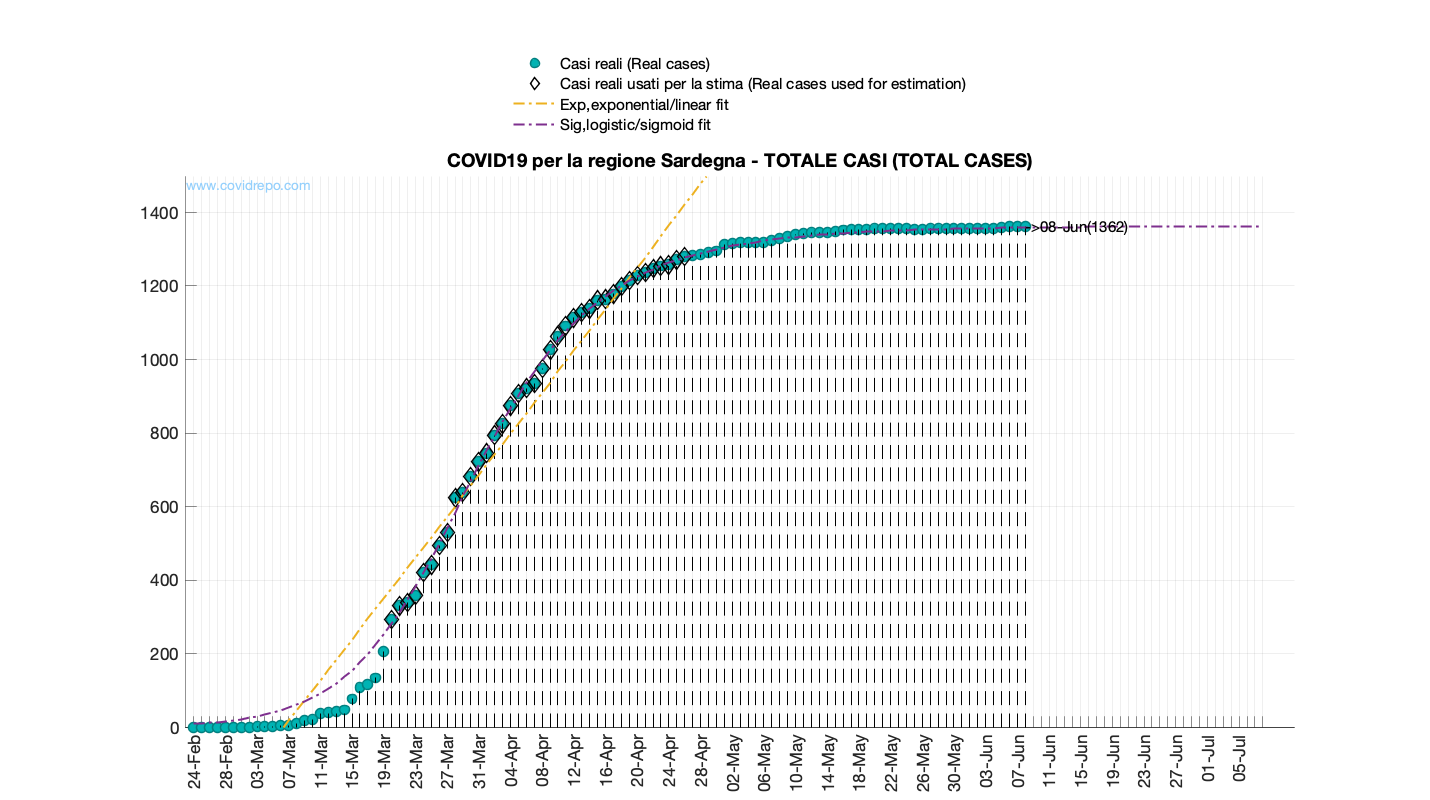 Casi reali (Real cases)
Casi reali usati per la stima (Real cases used for estimation)
Exp,exponential/linear fit
Sig,logistic/sigmoid fit
COVID19 per la regione Sardegna - TOTALE CASI (TOTAL CASES)
www.covidrepo.com
1400
1200
1000
800
600
400
200
0
>08-Jun(1362)
24-Feb
28-Feb
03-Mar
07-Mar
11-Mar
15-Mar
19-Mar
23-Mar
27-Mar
31-Mar
04-Apr
08-Apr
12-Apr
16-Apr
20-Apr
24-Apr
28-Apr
02-May
06-May
10-May
14-May
18-May
22-May
26-May
30-May
03-Jun
07-Jun
11-Jun
15-Jun
19-Jun
23-Jun
27-Jun
01-Jul
05-Jul